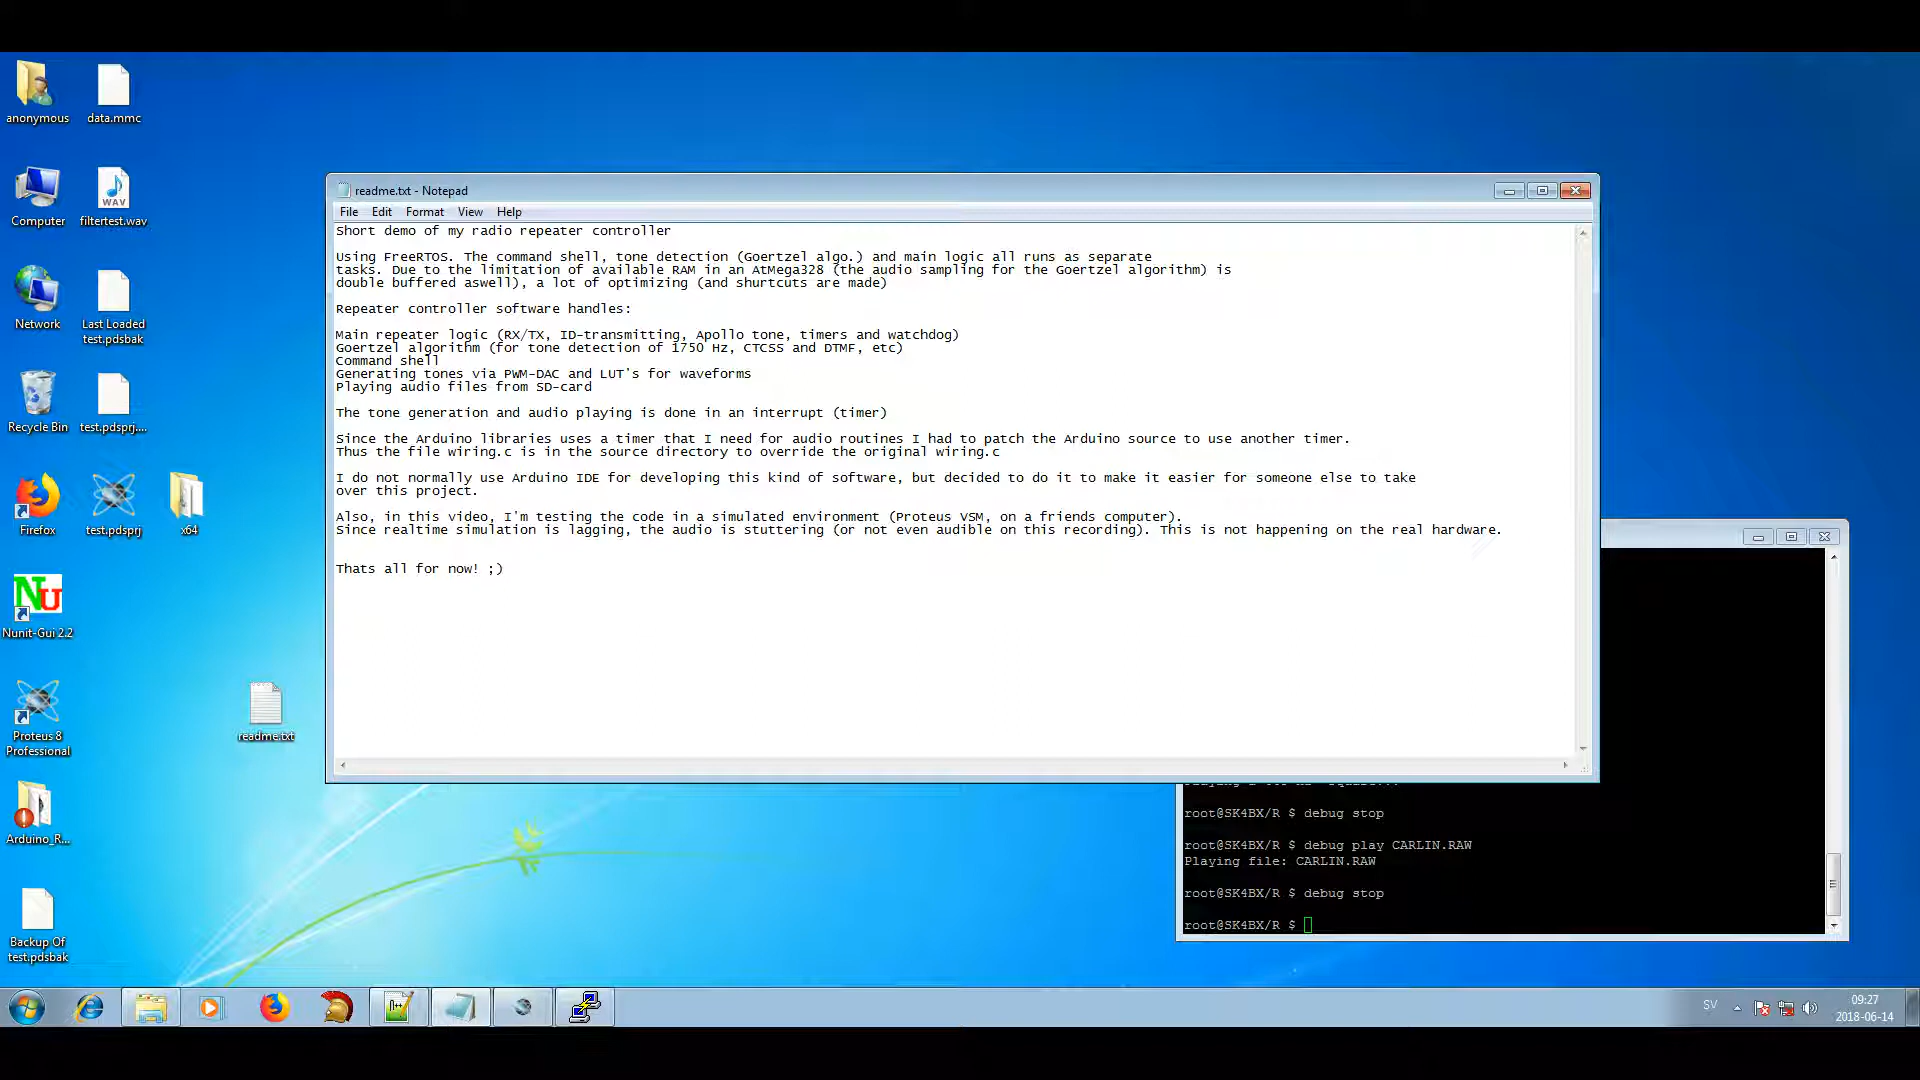 anonymous
data.mmc
Computer
filtertest.wav
WAV
Network
Last Loaded
test.pdsbak
Recycle Bin
test.pdsprj....
Firefox
test.pdsprj
x64
NU
Nunit-Gui 2.2
Proteus 8
Professional
readme.txt
Arduino_R...
Backup Of
test.pdsbak
readme.txt - Notepad
File Edit Format View Help
Short demo of my radio repeater controller
Using FreeRTOS. The command shell, tone detection (Goertzel algo.) and main logic all runs as separate
tasks. Due to the limitation of available RAM in an AtMega328 (the audio sampling for the Goertzel algorithm) is
double buffered aswell), a lot of optimizing (and shurtcuts are made)
Repeater controller software handles:
Main repeater logic (RX/TX, ID-transmitting, Apollo tone, timers and watchdog)
Goertzel algorithm (for tone detection of 1750 Hz, CTCSS and DTMF, etc)
Command shell
Generating tones via PWM-DAC and LUT's for waveforms
Playing audio files from SD-card
The tone generation and audio playing is done in an interrupt (timer)
Since the Arduino libraries uses a timer that I need for audio routines I had to patch the Arduino source to use another timer.
Thus the file wiring.c is in the source directory to override the original wiring.c
I do not normally use Arduino IDE for developing this kind of software, but decided to do it to make it easier for someone else to take
over this project.
Also, in this video, I'm testing the code in a simulated environment (Proteus VSM, on a friends computer).
Since realtime simulation is lagging, the audio is stuttering (or not even audible on this recording). This is not happening on the real hardware.
Thats all for now! ;)
root@SK4BX/R $ debug stop
root@SK4BX/R $ debug play CARLIN.RAW
Playing file: CARLIN.RAW
root@SK4BX/R $ debug stop
root@SK4BX/R $
SV
09:27
2018-06-14